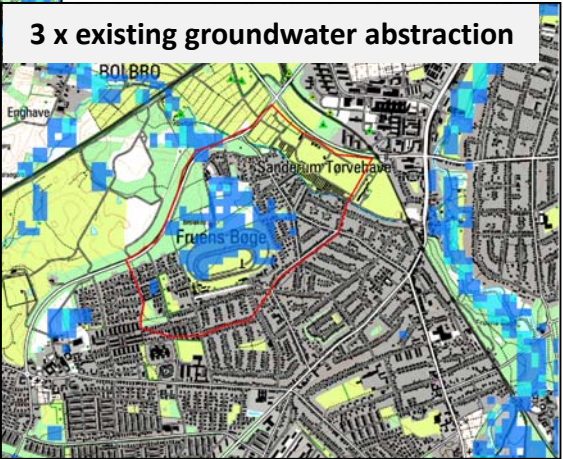 3 x existing groundwater abstraction
BOLBRO
Enghave
Sanderum Tørvehave
Fruens Bøge